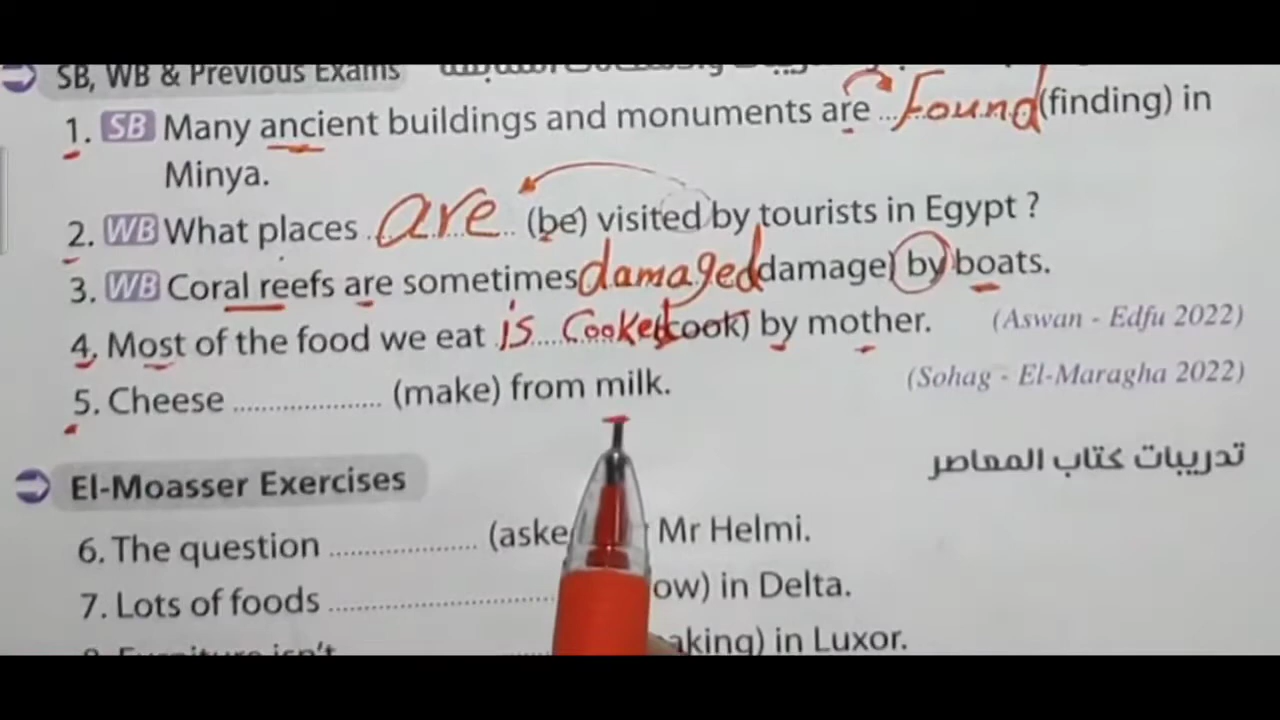 SB, WB & Previous Exams
1. SB Many ancient buildings and monuments are ... Found (finding) in
Minya.
2. WB What places ... are ... (be) visited by tourists in Egypt ?
3. WB Coral reefs are sometimes damaged damage) by boats.
4. Most of the food we eat is cooked (cook) by mother. (Aswan - Edfu 2022)
5. Cheese .................... (make) from milk. (Sohag - El-Maragha 2022)
El-Moasser Exercises تدريبات كتاب المعاصر
6. The question .................... (aske Mr Helmi.
7. Lots of foods .................... ow) in Delta.
8. Furniture isn't .......... aking) in Luxor.